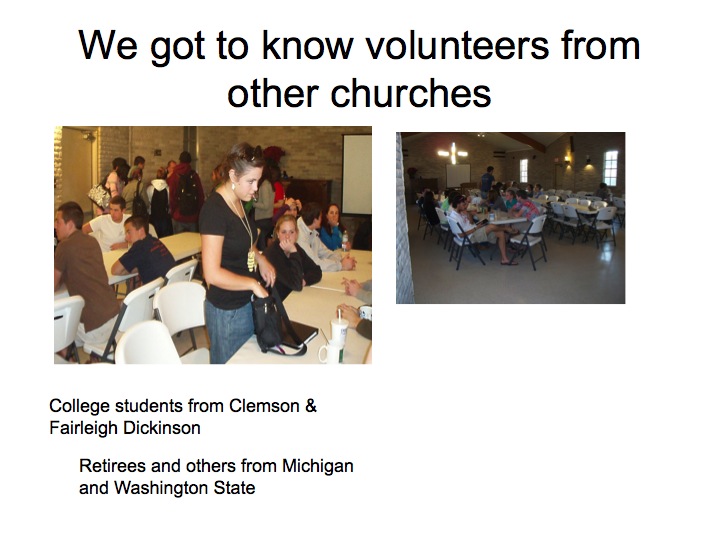 We got to know volunteers from
other churches
College students from Clemson &
Fairleigh Dickinson
Retirees and others from Michigan
and Washington State